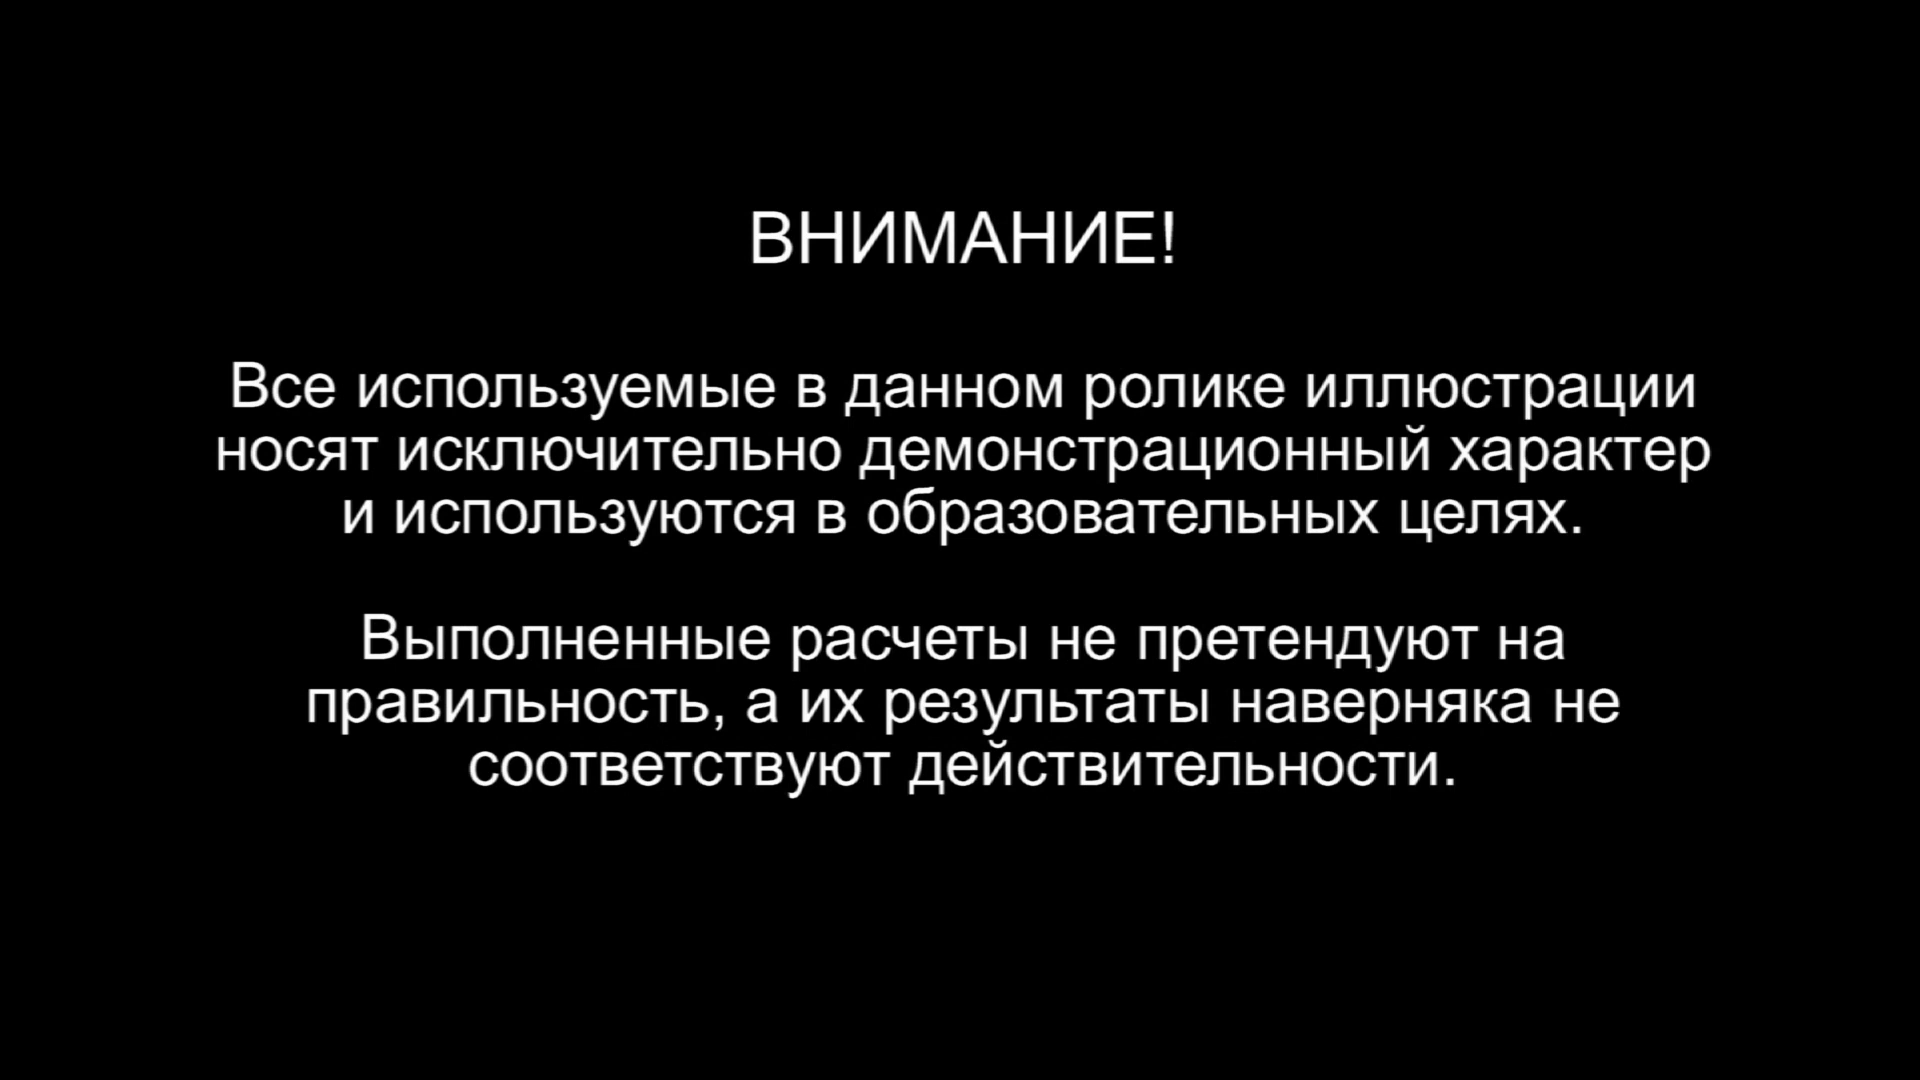 ВНИМАНИЕ!
Все используемые в данном ролике иллюстрации
носят исключительно демонстрационный характер
и используются в образовательных целях.
Выполненные расчеты не претендуют на
правильность, а их результаты наверняка не
соответствуют действительности.